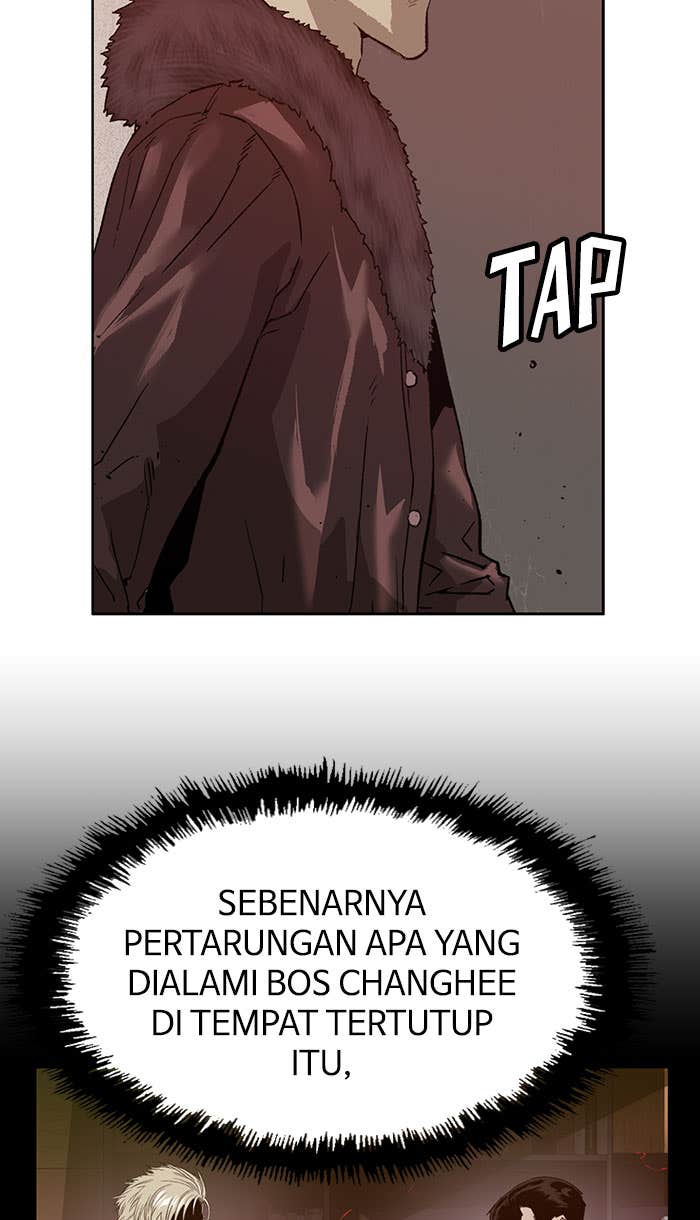 TAP
SEBENARNYA
PERTARUNGAN APA YANG
DIALAMI BOS CHANGHEE
DI TEMPAT TERTUTUP
ITU,